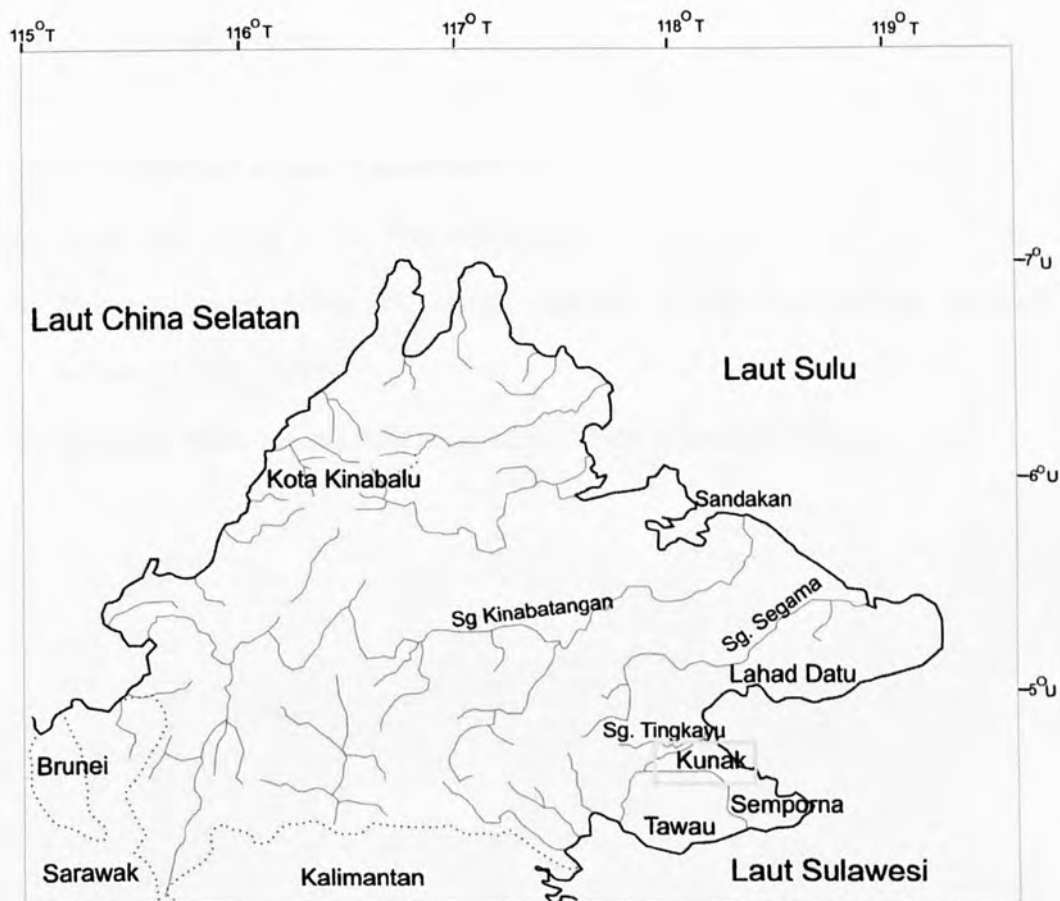 115°T 116°T 117°T 118°T 119°T
7°U
Laut China Selatan
Laut Sulu
Kota Kinabalu
6°U
Sandakan
Sg Kinabatangan
Sg. Segama
Lahad Datu
5°U
Sg. Tingkayu
Brunei
Kunak
Semporna
Tawau
Sarawak
Kalimantan
Laut Sulawesi